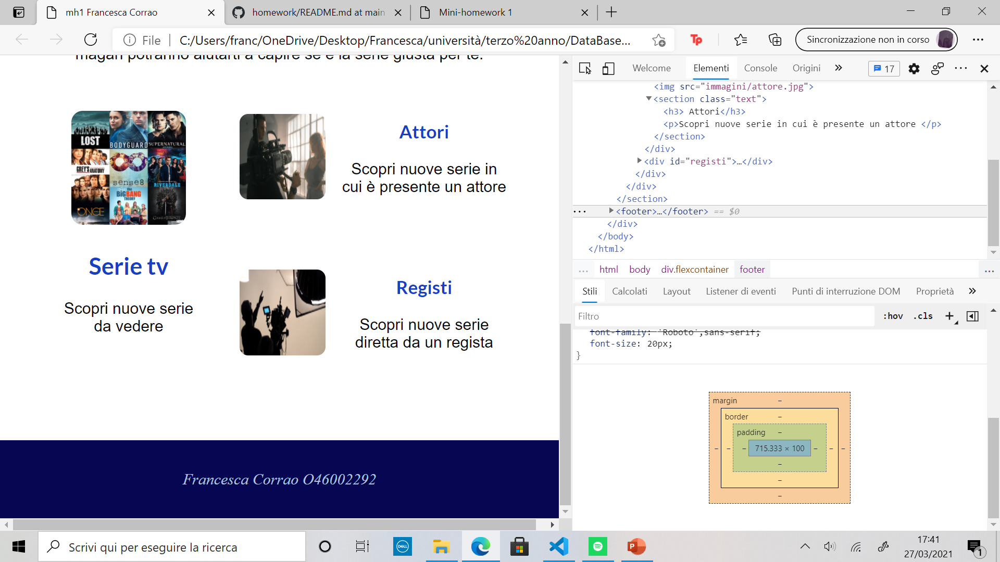 mh1 Francesca Corrao
homework/README.md at main
Mini-homework 1
File
C:/Users/franc/OneDrive/Desktop/Francesca/università/terzo%20anno/DataBase...
Tp
Sincronizzazione non in corso
magari potranno aiutarti a capire se è la serie giusta per te.
LOST
BODYGUARD
SUPERNATURAL
GREY'S ANATOMY
sense8
RIVERDALE
ONCE
the BIG BANG THEORY
GAME OF THRONES
HBO
Serie tv
Scopri nuove serie
da vedere
Attori
Scopri nuove serie in
cui è presente un attore
Registi
Scopri nuove serie
diretta da un regista
Francesca Corrao O46002292
Welcome
Elementi
Console
Origini
17
<img src="immagini/attore.jpg">
<section class="text">
<h3> Attori</h3>
<p>Scopri nuove serie in cui è presente un attore </p>
</section>
</div>
<div id="registi">…</div>
</div>
</div>
</section>
<footer>…</footer> == $0
</div>
</body>
</html>
... html body div.flexcontainer footer ...
Stili
Calcolati
Layout
Listener di eventi
Punti di interruzione DOM
Proprietà
Filtro
:hov .cls
font-family: 'Roboto',sans-serif;
font-size: 20px;
}
margin –
border –
padding –
– – – 715.333 × 100 – – –
–
–
–
Scrivi qui per eseguire la ricerca
DELL
P
17:41
27/03/2021
1